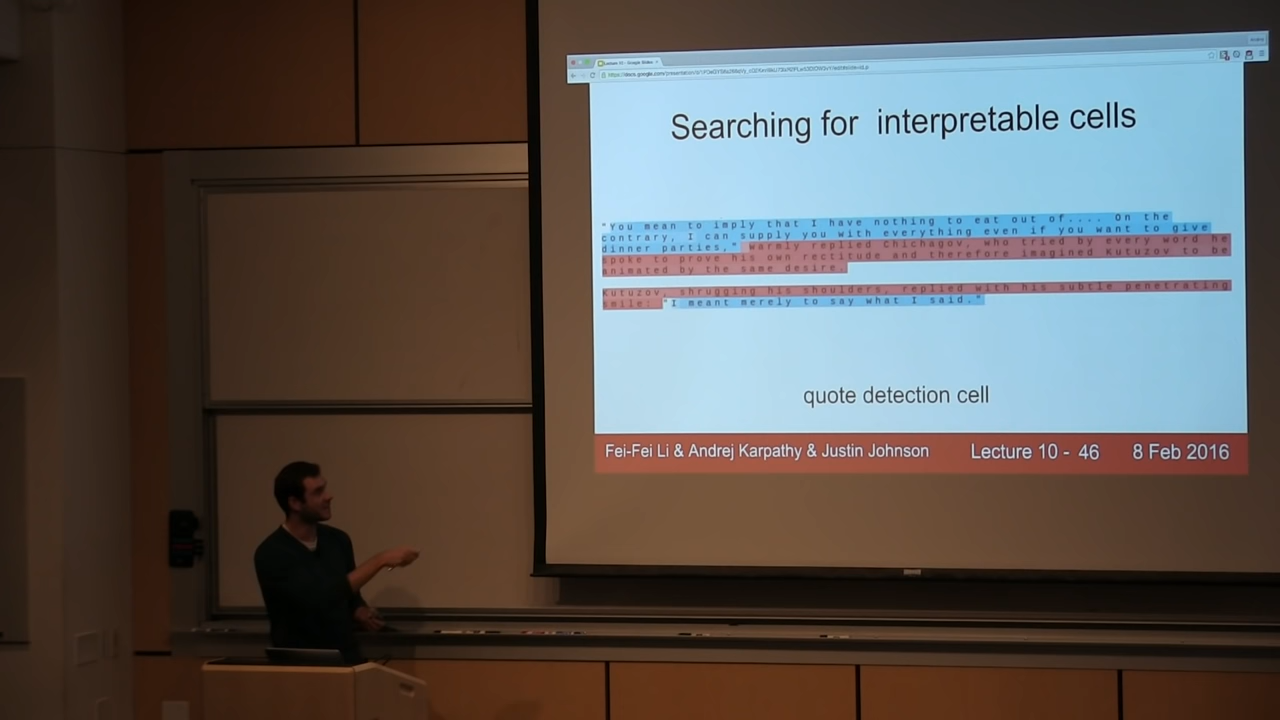 Lecture 10 - Google Slides
Searching for interpretable cells
"You mean to imply that I have nothing to eat out of.... On the
contrary, I can supply you with everything even if you want to give
dinner parties," warmly replied Chichagov, who tried by every word he
spoke to prove his own rectitude and therefore imagined Kutuzov to be
animated by the same desire.
Kutuzov, shrugging his shoulders, replied with his subtle penetrating
smile: "I meant merely to say what I said."
quote detection cell
Fei-Fei Li & Andrej Karpathy & Justin Johnson Lecture 10 - 46 8 Feb 2016